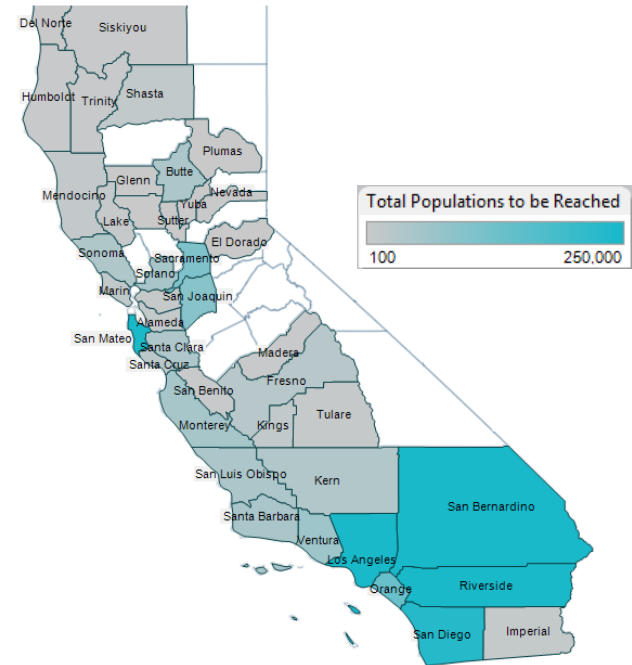 Del Norte
Siskiyou
Humboldt
Trinity
Shasta
Plumas
Butte
Glenn
Mendocino
Nevada
Yuba
Lake
Sutter
El Dorado
Sonoma
Sacramento
Solano
Marin
San Joaquin
Alameda
San Mateo
Santa Clara
Madera
Santa Cruz
Fresno
San Benito
Tulare
Monterey
Kings
San Luis Obispo
Kern
San Bernardino
Santa Barbara
Ventura
Los Angeles
Orange
Riverside
San Diego
Imperial
Total Populations to be Reached
100
250,000